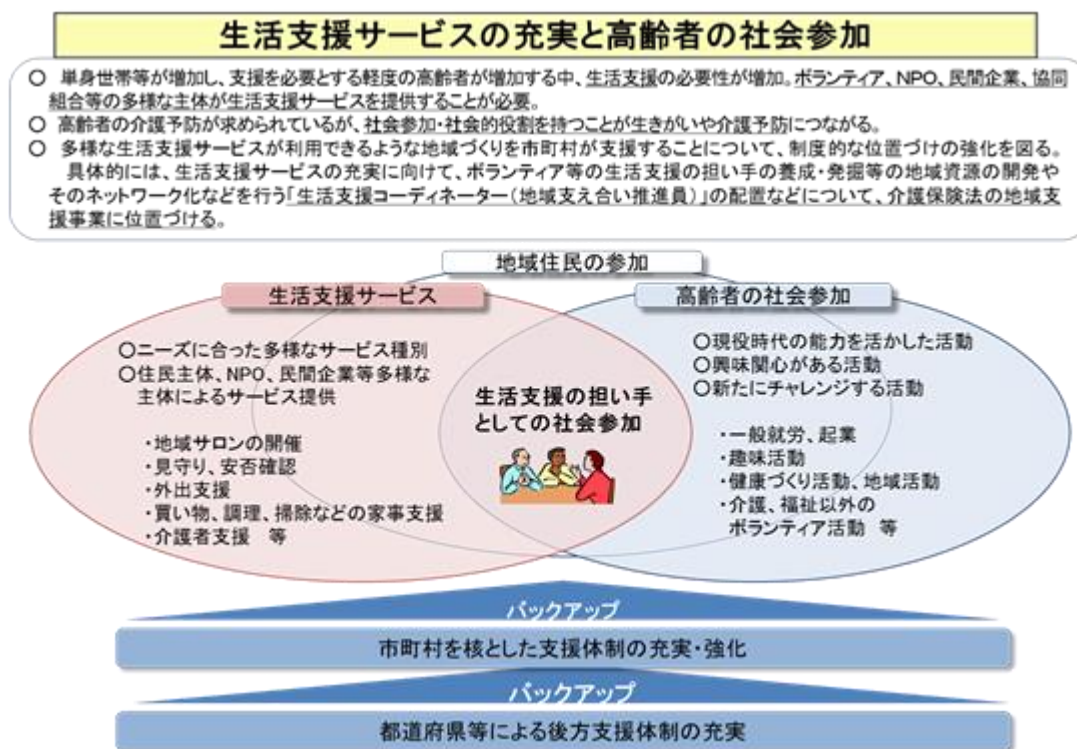 生活支援サービスの充実と高齢者の社会参加
○ 単身世帯等が増加し、支援を必要とする軽度の高齢者が増加する中、生活支援の必要性が増加。ボランティア、NPO、民間企業、協同
組合等の多様な主体が生活支援サービスを提供することが必要。
○ 高齢者の介護予防が求められているが、社会参加・社会的役割を持つことが生きがいや介護予防につながる。
○ 多様な生活支援サービスが利用できるような地域づくりを市町村が支援することについて、制度的な位置づけの強化を図る。
具体的には、生活支援サービスの充実に向けて、ボランティア等の生活支援の担い手の養成・発掘等の地域資源の開発や
そのネットワーク化などを行う「生活支援コーディネーター(地域支え合い推進員)」の配置などについて、介護保険法の地域支
援事業に位置づける。
地域住民の参加
生活支援サービス
○ニーズに合った多様なサービス種別
○住民主体、NPO、民間企業等多様な
主体によるサービス提供
・地域サロンの開催
・見守り、安否確認
・外出支援
・買い物、調理、掃除などの家事支援
・介護者支援 等
生活支援の担い手
としての社会参加
高齢者の社会参加
○現役時代の能力を活かした活動
○興味関心がある活動
○新たにチャレンジする活動
・一般就労、起業
・趣味活動
・健康づくり活動、地域活動
・介護、福祉以外の
ボランティア活動 等
バックアップ
市町村を核とした支援体制の充実・強化
バックアップ
都道府県等による後方支援体制の充実